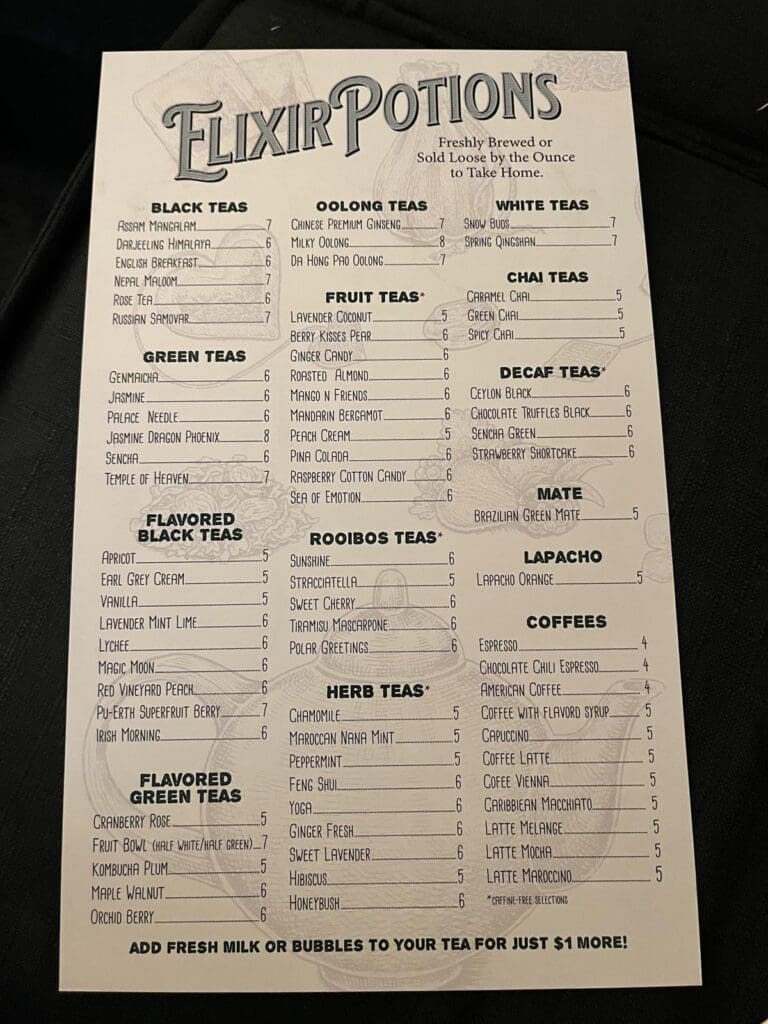 Elixir Potions
Freshly Brewed or
Sold Loose by the Ounce
to Take Home.
BLACK TEAS
Assam Mangalam 7
Darjeeling Himalaya 6
English Breakfast 6
Nepal Maloom 7
Rose Tea 6
Russian Samovar 7
GREEN TEAS
Genmaicha 6
Jasmine 6
Palace Needle 6
Jasmine Dragon Phoenix 8
Sencha 6
Temple of Heaven 7
FLAVORED
BLACK TEAS
Apricot 5
Earl Grey Cream 5
Vanilla 5
Lavender Mint Lime 6
Lychee 6
Magic Moon 6
Red Vineyard Peach 6
Pu-Erth Superfruit Berry 7
Irish Morning 6
FLAVORED
GREEN TEAS
Cranberry Rose 5
Fruit Bowl (half white/half green) 7
Kombucha Plum 5
Maple Walnut 6
Orchid Berry 6
OOLONG TEAS
Chinese Premium Ginseng 7
Milky Oolong 8
Da Hong Pao Oolong 7
FRUIT TEAS*
Lavender Coconut 5
Berry Kisses Pear 6
Ginger Candy 6
Roasted Almond 6
Mango n Friends 6
Mandarin Bergamot 6
Peach Cream 5
Pina Colada 6
Raspberry Cotton Candy 6
Sea of Emotion 6
ROOIBOS TEAS*
Sunshine 6
Stracciatella 5
Sweet Cherry 6
Tiramisu Mascarpone 6
Polar Greetings 6
HERB TEAS*
Chamomile 5
Maroccan Nana Mint 5
Peppermint 5
Feng Shui 6
Yoga 6
Ginger Fresh 6
Sweet Lavender 6
Hibiscus 5
Honeybush 6
WHITE TEAS
Snow Buds 7
Spring Qingshan 7
CHAI TEAS
Caramel Chai 5
Green Chai 5
Spicy Chai 5
DECAF TEAS*
Ceylon Black 6
Chocolate Truffles Black 6
Sencha Green 6
Strawberry Shortcake 6
MATE
Brazilian Green Mate 5
LAPACHO
Lapacho Orange 5
COFFEES
Espresso 4
Chocolate Chili Espresso 4
American Coffee 4
Coffee with flavord syrup 5
Capuccino 5
Coffee Latte 5
Cofee Vienna 5
Caribbiean Macchiato 5
Latte Melange 5
Latte Mocha 5
Latte Maroccino 5
*caffine-free selections
ADD FRESH MILK OR BUBBLES TO YOUR TEA FOR JUST $1 MORE!